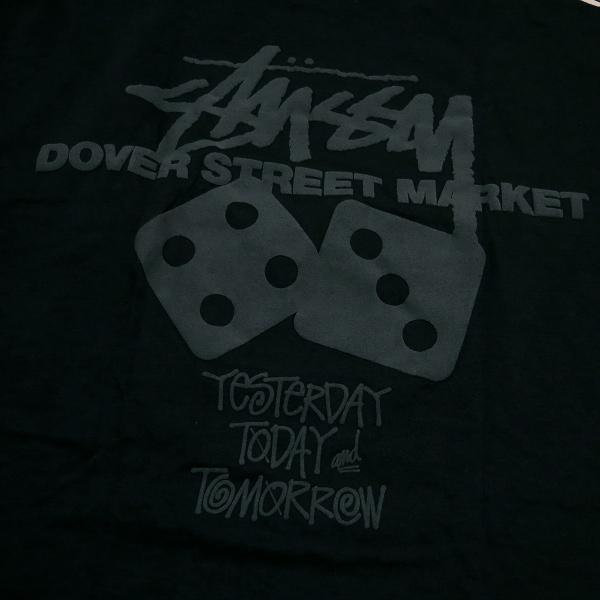 STÜSSY
DOVER STREET MARKET
YESTERDAY
TODAY and
TOMORROW